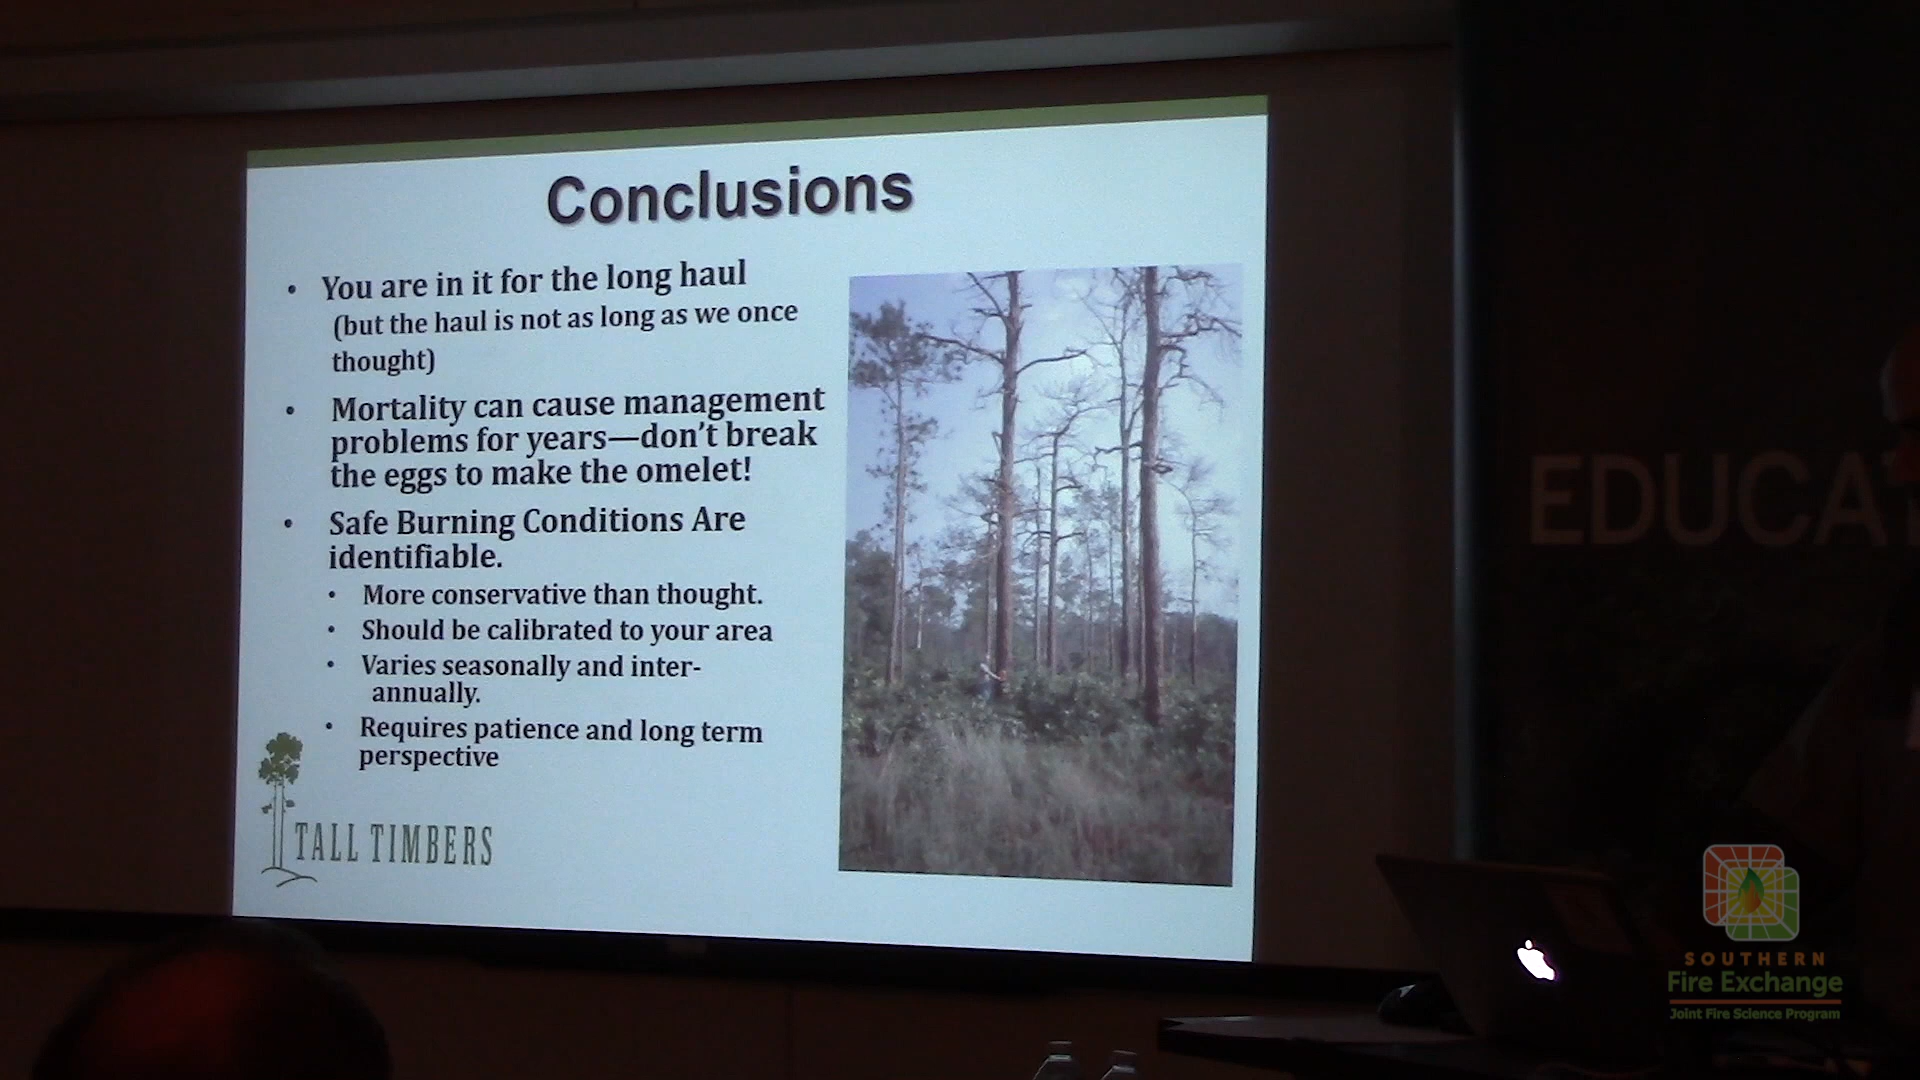 Conclusions
• You are in it for the long haul
(but the haul is not as long as we once
thought)
• Mortality can cause management
problems for years—don't break
the eggs to make the omelet!
• Safe Burning Conditions Are
identifiable.
• More conservative than thought.
• Should be calibrated to your area
• Varies seasonally and inter-
annually.
• Requires patience and long term
perspective
TALL TIMBERS
EDUCAT
SOUTHERN
Fire Exchange
Joint Fire Science Program